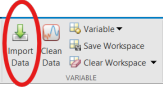 Import Data
Clean Data
Variable
Save Workspace
Clear Workspace
VARIABLE